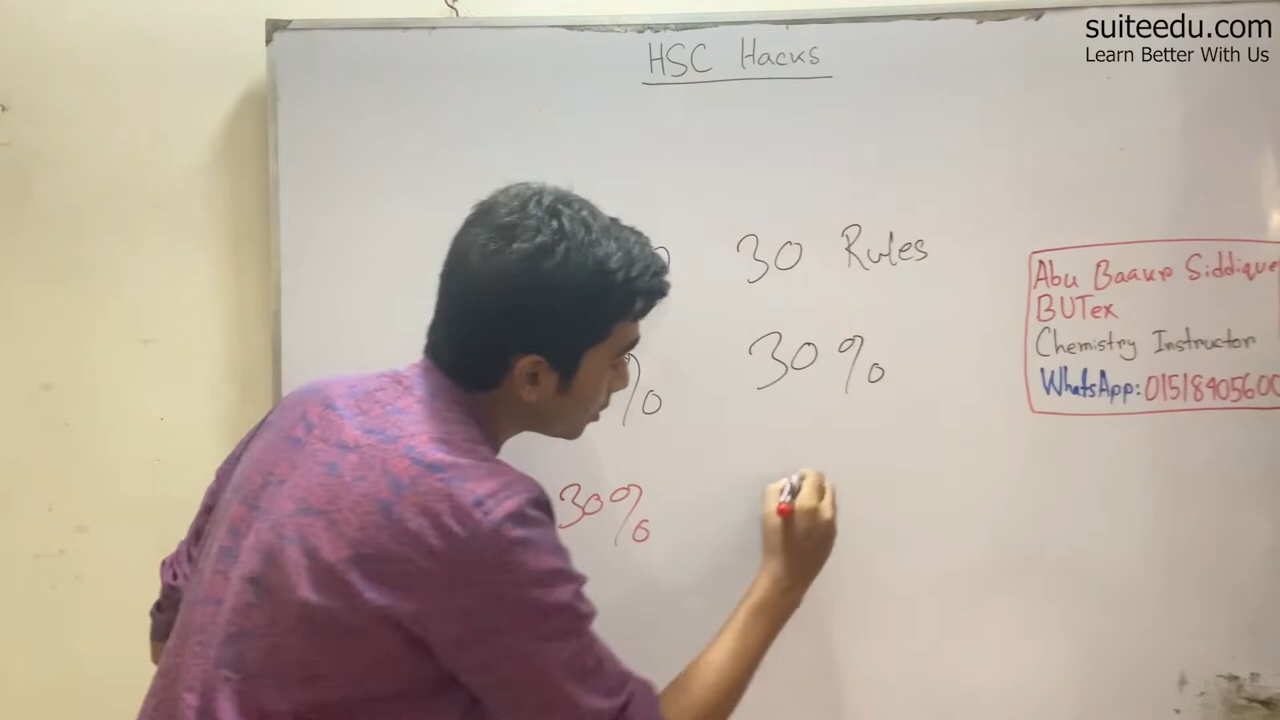 suiteedu.com
Learn Better With Us
HSC Hacks
30 Rules
30%
%
30%
Abu Baakr Siddique
BUTex
Chemistry Instructor
WhatsApp: 01518405600